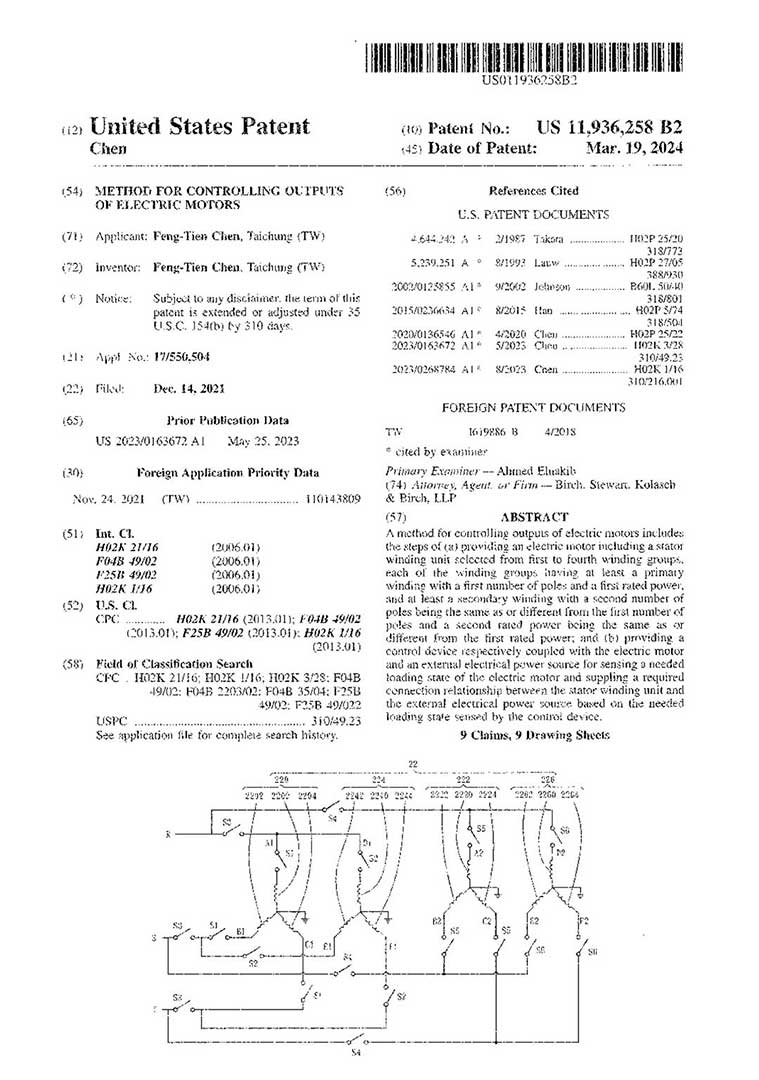 US011936258B2
(12) United States Patent
Chen
(10) Patent No.: US 11,936,258 B2
(45) Date of Patent: Mar. 19, 2024
(54) METHOD FOR CONTROLLING OUTPUTS
OF ELECTRIC MOTORS
(71) Applicant: Feng-Tien Chen, Taichung (TW)
(72) Inventor: Feng-Tien Chen, Taichung (TW)
(*) Notice: Subject to any disclaimer, the term of this
patent is extended or adjusted under 35
U.S.C. 154(b) by 310 days.
(21) Appl. No.: 17/550,504
(22) Filed: Dec. 14, 2021
(65) Prior Publication Data
US 2023/0163672 A1 May 25, 2023
(30) Foreign Application Priority Data
Nov. 24, 2021 (TW) ............................ 110143809
(51) Int. Cl.
H02K 21/16 (2006.01)
F04B 49/02 (2006.01)
F25B 49/02 (2006.01)
H02K 1/16 (2006.01)
(52) U.S. Cl.
CPC ............ H02K 21/16 (2013.01); F04B 49/02
(2013.01); F25B 49/02 (2013.01); H02K 1/16
(2013.01)
(58) Field of Classification Search
CPC . H02K 21/16; H02K 1/16; H02K 3/28; F04B
49/02; F04B 2203/02; F04B 35/04; F25B
49/02; F25B 49/022
USPC .................................................. 310/49.23
See application file for complete search history.
(56) References Cited
U.S. PATENT DOCUMENTS
4,644,242 A * 2/1987 Takata .................. H02P 25/20
318/773
5,239,251 A * 8/1993 Lauw ................... H02P 27/05
388/930
2002/0135855 A1 * 9/2002 Johnson ............... B60L 50/40
318/801
2015/0236634 A1 * 8/2015 Han ....................... H02P 5/74
318/504
2020/0136546 A1 * 4/2020 Chen .................... H02P 25/22
2023/0163672 A1 * 5/2023 Chen .................... H02K 3/28
310/49.23
2023/0268784 A1 * 8/2023 Chen .................... H02K 1/16
310/216.001
FOREIGN PATENT DOCUMENTS
TW I619886 B 4/2018
* cited by examiner
Primary Examiner — Ahmed Elnakib
(74) Attorney, Agent, or Firm — Birch, Stewart, Kolasch
& Birch, LLP
(57) ABSTRACT
A method for controlling outputs of electric motors includes
the steps of (a) providing an electric motor including a stator
winding unit selected from first to fourth winding groups,
each of the winding groups having at least a primary
winding with a first number of poles and a first rated power,
and at least a secondary winding with a second number of
poles being the same as or different from the first number of
poles and a second rated power being the same as or
different from the first rated power; and (b) providing a
control device respectively coupled with the electric motor
and an external electrical power source for sensing a needed
loading state of the electric motor and suppling a required
connection relationship between the stator winding unit and
the external electrical power source based on the needed
loading state sensed by the control device.
9 Claims, 9 Drawing Sheets
22
220 224 222 226
2202 2200 2204 2242 2240 2244 2222 2220 2224 2262 2260 2264
S4
R S3 S5 S6
A1 D1
S1 S2 A2 D2
S3 S1 B1 B2 C2 E2 F2
S
S2 C1 E1 F1 S5 S5 S6 S6
S4
S3 S1 S2
S4